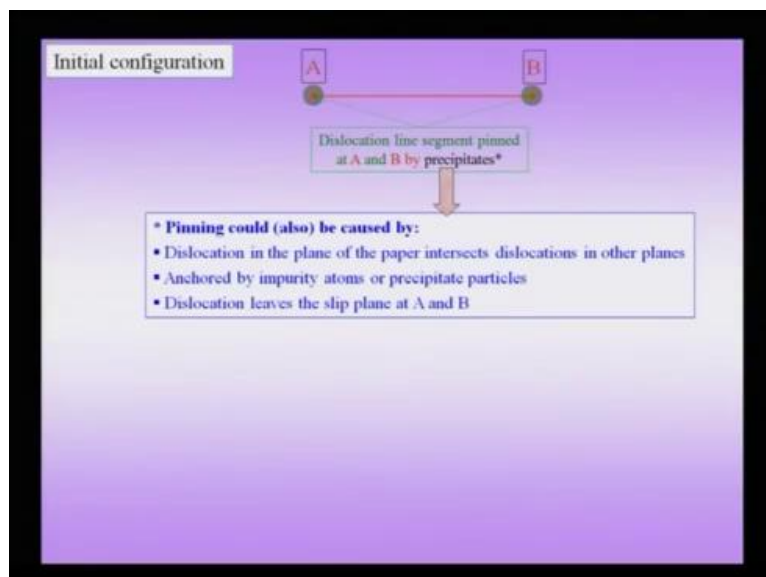 Initial configuration
A
B
Dislocation line segment pinned
at A and B by precipitates*
* Pinning could (also) be caused by:
▪ Dislocation in the plane of the paper intersects dislocations in other planes
▪ Anchored by impurity atoms or precipitate particles
▪ Dislocation leaves the slip plane at A and B